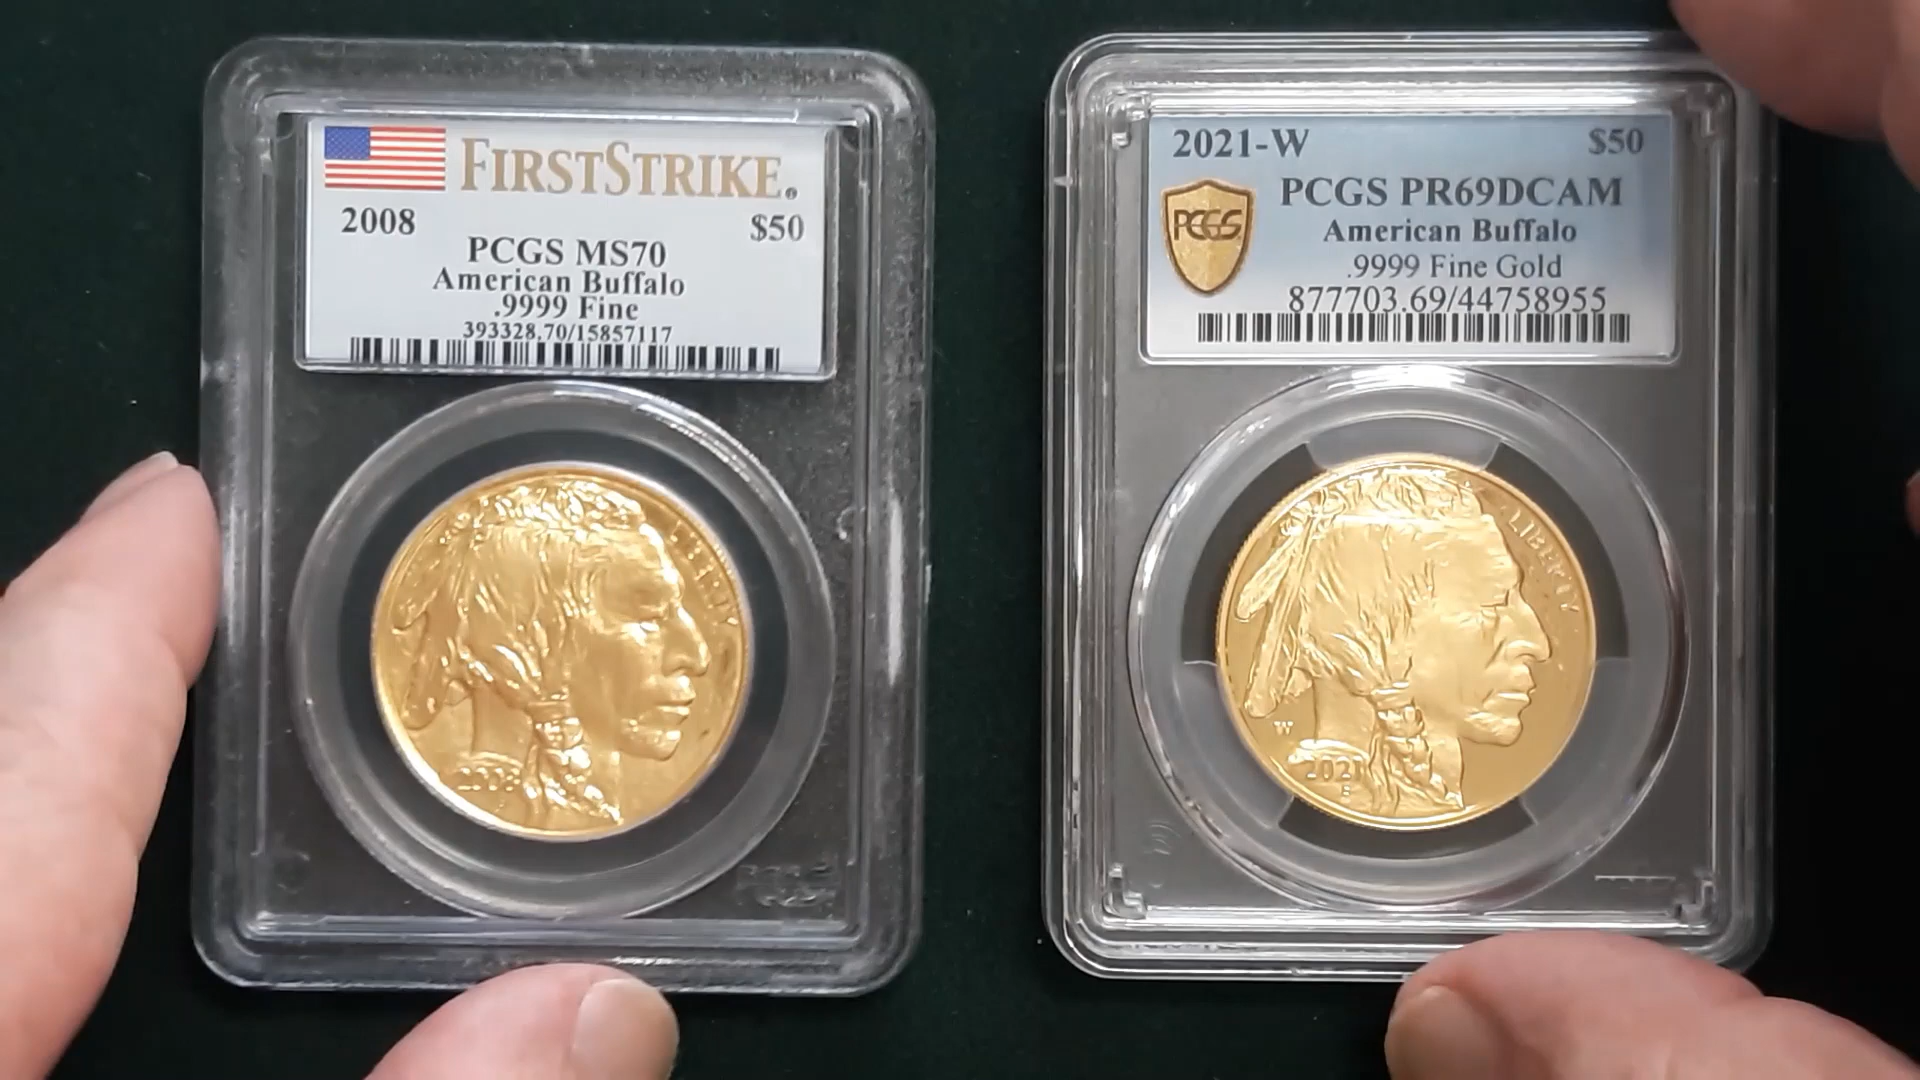 FIRSTSTRIKE®
2008 $50
PCGS MS70
American Buffalo
.9999 Fine
393328.70/15857117
LIBERTY
2008
2021-W $50
PCGS
PCGS PR69DCAM
American Buffalo
.9999 Fine Gold
877703.69/44758955
LIBERTY
W
2021
F
PCGS